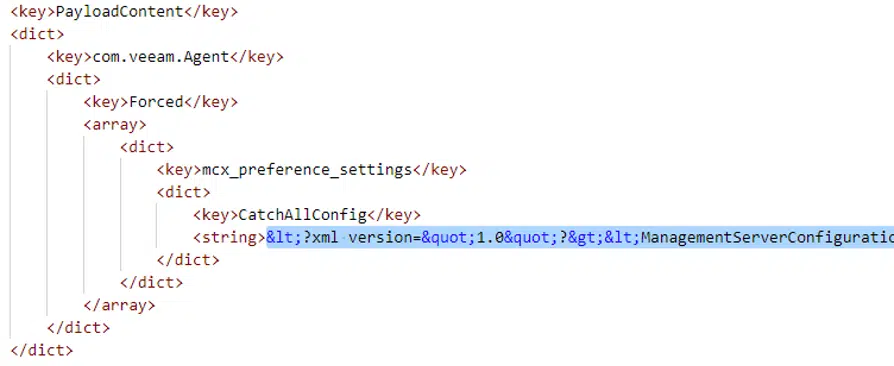 <key>PayloadContent</key>
<dict>
<key>com.veeam.Agent</key>
<dict>
<key>Forced</key>
<array>
<dict>
<key>mcx_preference_settings</key>
<dict>
<key>CatchAllConfig</key>
<string>&lt;?xml version=&quot;1.0&quot;?&gt;&lt;ManagementServerConfiguratio
</dict>
</dict>
</array>
</dict>
</dict>